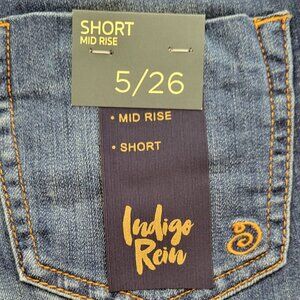 SHORT
MID RISE
5/26
• MID RISE
• SHORT
Indigo
Rein